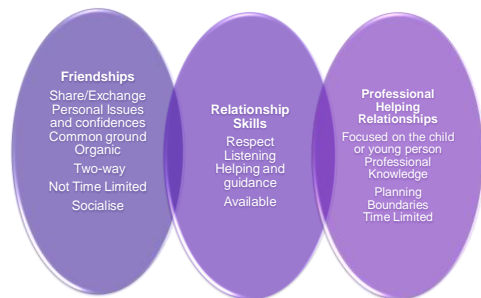 Friendships
Share/Exchange
Personal Issues
and confidences
Common ground
Organic
Two-way
Not Time Limited
Socialise
Relationship
Skills
Respect
Listening
Helping and
guidance
Available
Professional
Helping
Relationships
Focused on the child
or young person
Professional
Knowledge
Planning
Boundaries
Time Limited